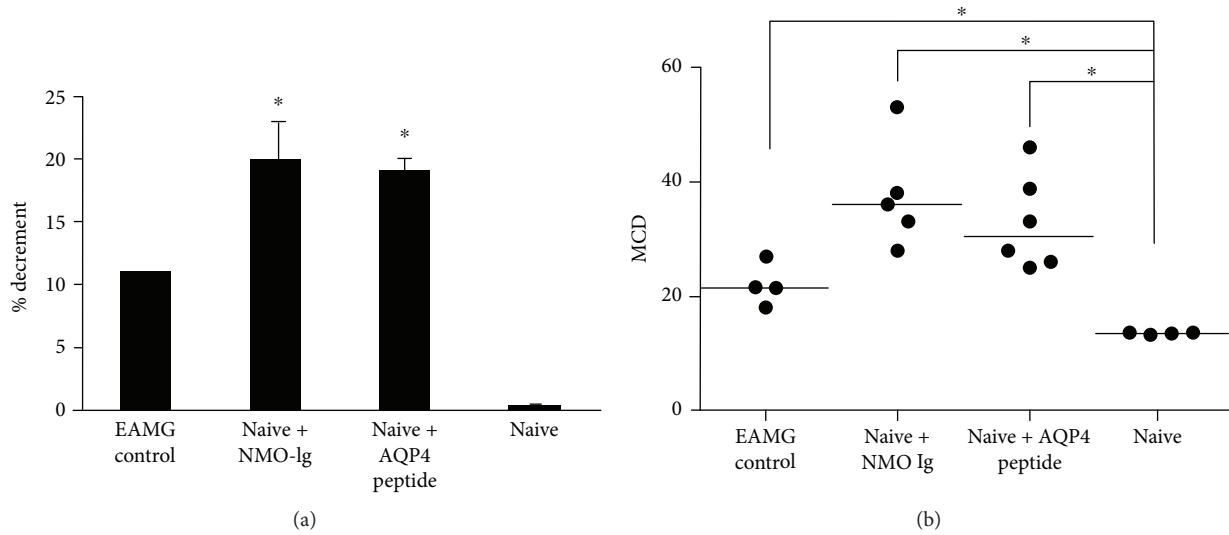 25
20
15
10
5
0
% decrement
*
*
EAMG
control
Naive +
NMO-Ig
Naive +
AQP4
peptide
Naive
(a)
*
*
*
60
40
20
0
MCD
EAMG
control
Naive +
NMO Ig
Naive + AQP4
peptide
Naive
(b)